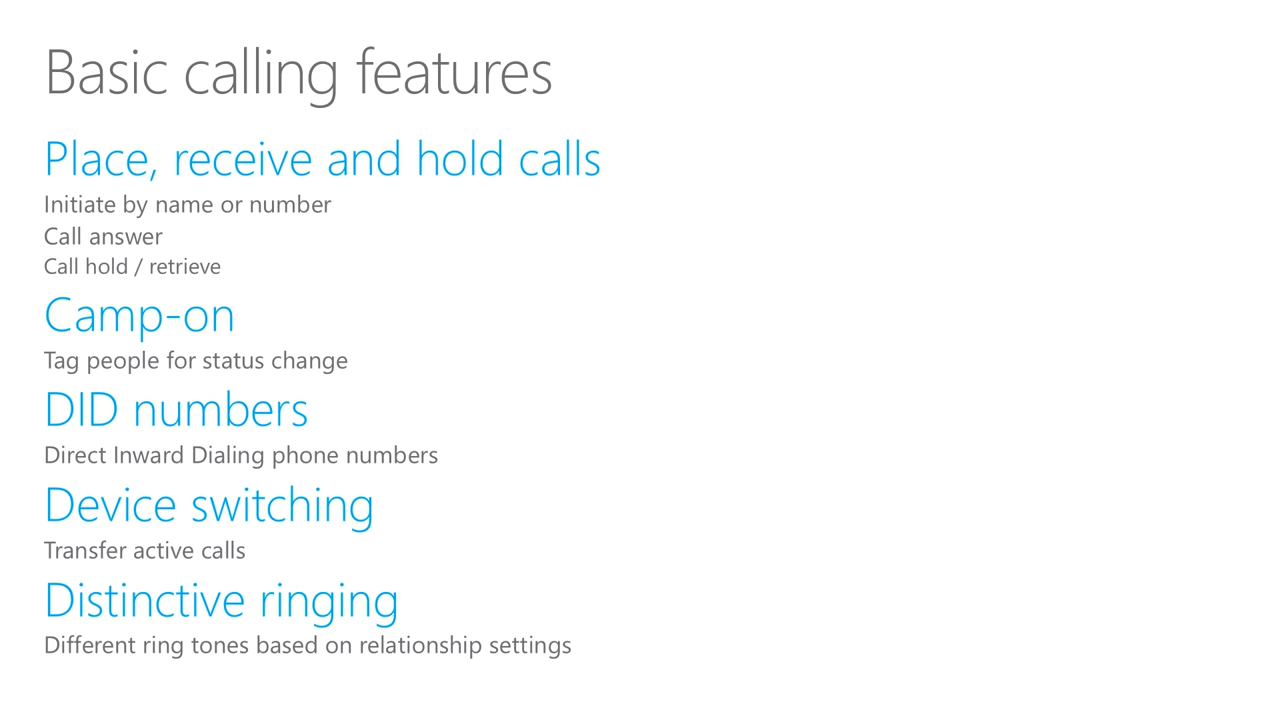 Basic calling features
Place, receive and hold calls
Initiate by name or number
Call answer
Call hold / retrieve
Camp-on
Tag people for status change
DID numbers
Direct Inward Dialing phone numbers
Device switching
Transfer active calls
Distinctive ringing
Different ring tones based on relationship settings